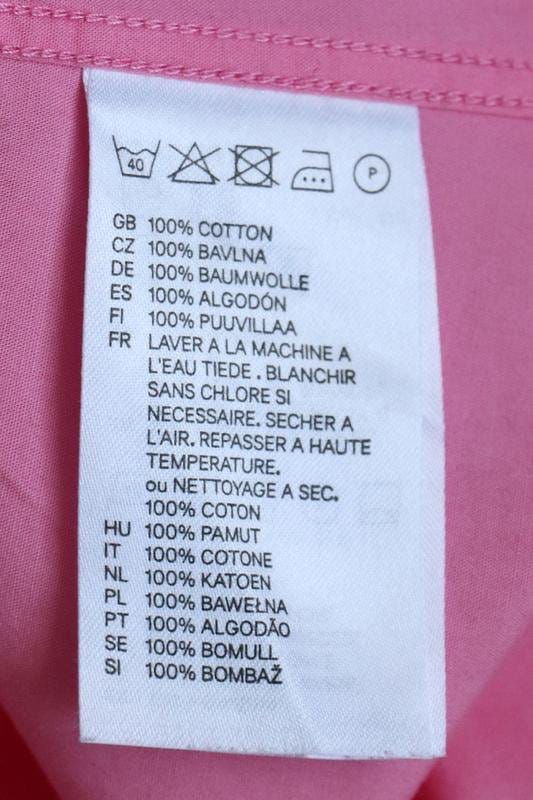 40 P
GB 100% COTTON
CZ 100% BAVLNA
DE 100% BAUMWOLLE
ES 100% ALGODÓN
FI 100% PUUVILLAA
FR LAVER A LA MACHINE A
L'EAU TIEDE . BLANCHIR
SANS CHLORE SI
NECESSAIRE. SECHER A
L'AIR. REPASSER A HAUTE
TEMPERATURE.
ou NETTOYAGE A SEC.
100% COTON
HU 100% PAMUT
IT 100% COTONE
NL 100% KATOEN
PL 100% BAWEŁNA
PT 100% ALGODÃO
SE 100% BOMULL
SI 100% BOMBAŽ